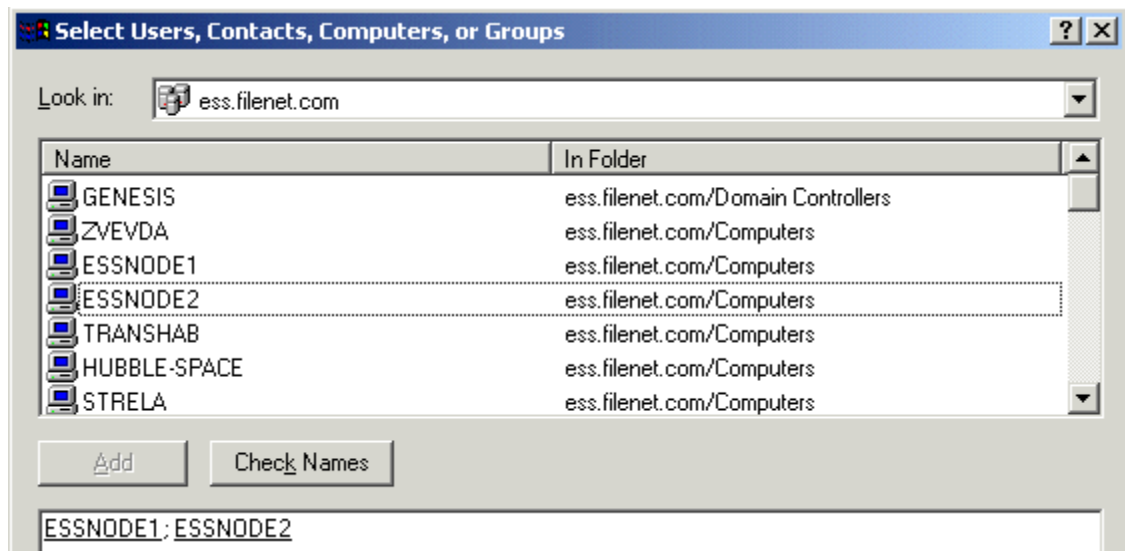 Select Users, Contacts, Computers, or Groups
Look in: ess.filenet.com
Name In Folder
GENESIS ess.filenet.com/Domain Controllers
ZVEVDA ess.filenet.com/Computers
ESSNODE1 ess.filenet.com/Computers
ESSNODE2 ess.filenet.com/Computers
TRANSHAB ess.filenet.com/Computers
HUBBLE-SPACE ess.filenet.com/Computers
STRELA ess.filenet.com/Computers
Add Check Names
ESSNODE1; ESSNODE2